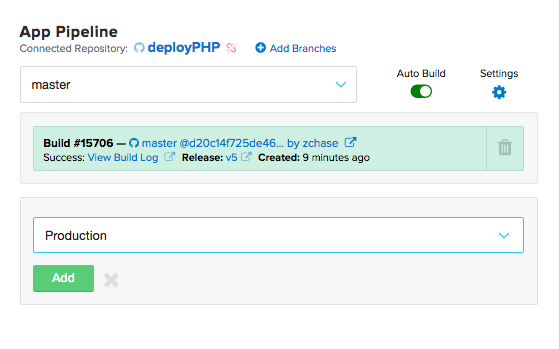 App Pipeline
Connected Repository: deployPHP Add Branches
master
Auto Build
Settings
Build #15706 — master @d20c14f725de46... by zchase
Success: View Build Log Release: v5 Created: 9 minutes ago
Production
Add